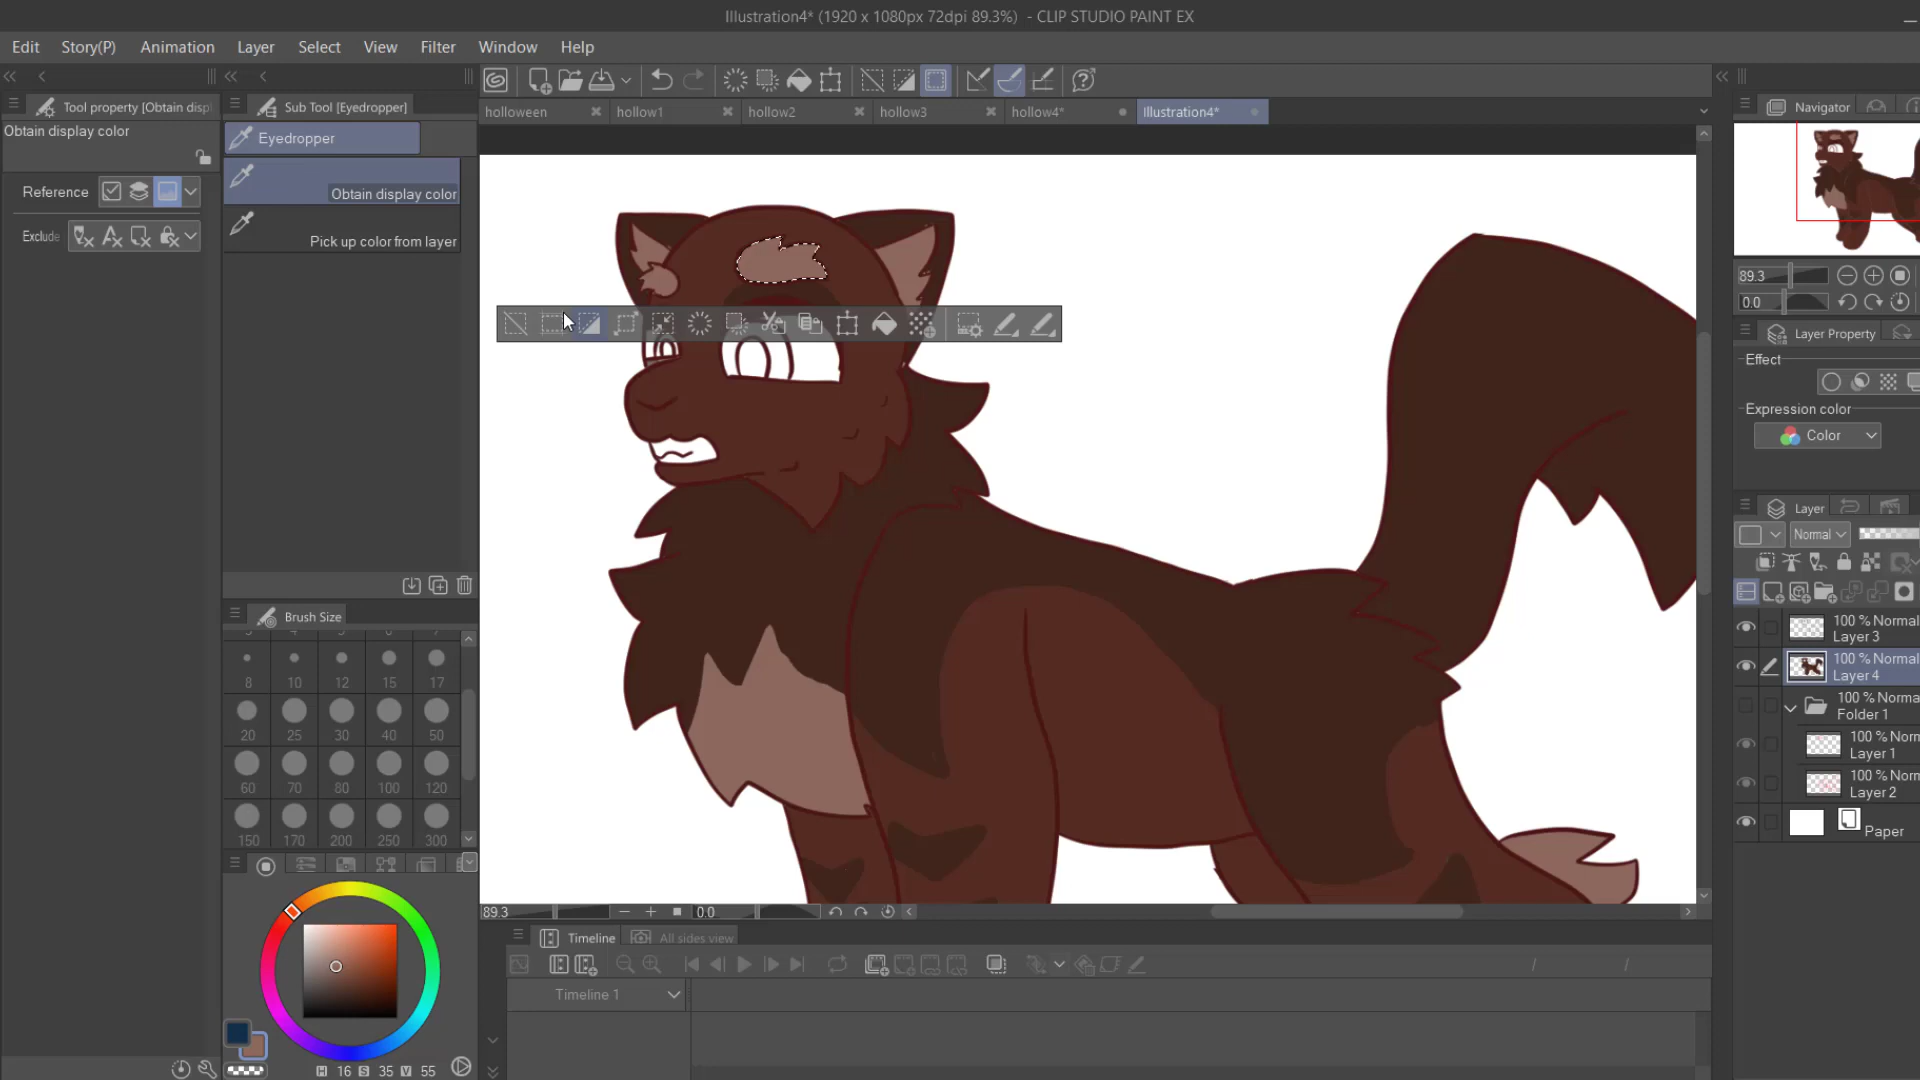 Illustration4* (1920 x 1080px 72dpi 89.3%) - CLIP STUDIO PAINT EX
Edit Story(P) Animation Layer Select View Filter Window Help
Tool property [Obtain displ
Sub Tool [Eyedropper]
holloween hollow1 hollow2 hollow3 hollow4* Illustration4*
Navigator
Obtain display color
Eyedropper
Reference
Obtain display color
Exclude
Pick up color from layer
89.3
0.0
Layer Property
Effect
Expression color
Color
Layer
Normal
Brush Size
8 10 12 15 17
20 25 30 40 50
60 70 80 100 120
150 170 200 250 300
100 % Normal
Layer 3
100 % Normal
Layer 4
100 % Norma
Folder 1
100 % Norm
Layer 1
100 % Norm
Layer 2
Paper
89.3 0.0
Timeline All sides view
Timeline 1
H 16 S 35 V 55